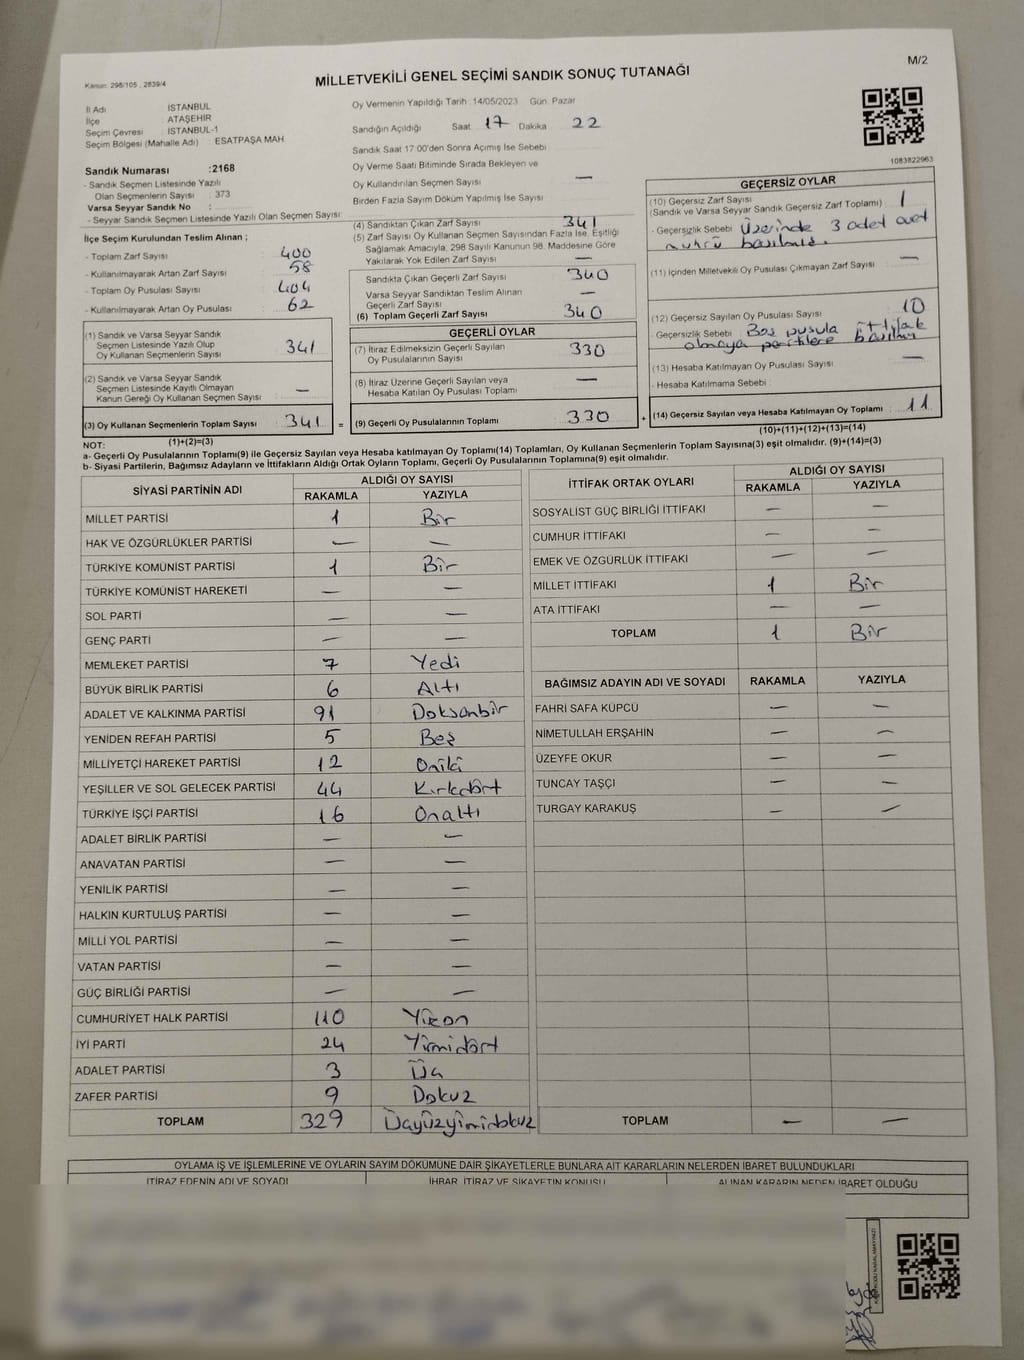 M/2
Kanun: 298/105 , 2839/4
MİLLETVEKİLİ GENEL SEÇİMİ SANDIK SONUÇ TUTANAĞI
İl Adı İSTANBUL
İlçe ATAŞEHİR
Seçim Çevresi İSTANBUL-1
Seçim Bölgesi (Mahalle Adı) ESATPAŞA MAH
Sandık Numarası :2168
- Sandık Seçmen Listesinde Yazılı
Olan Seçmenlerin Sayısı : 373
Varsa Seyyar Sandık No :
- Seyyar Sandık Seçmen Listesinde Yazılı Olan Seçmen Sayısı:
Oy Vermenin Yapıldığı Tarih :14/05/2023 Gün: Pazar
Sandığın Açıldığı Saat 17 Dakika 22
Sandık Saat 17:00'den Sonra Açımış İse Sebebi
Oy Verme Saati Bitiminde Sırada Bekleyen ve
Oy Kullandırılan Seçmen Sayısı —
Birden Fazla Sayım Döküm Yapılmış İse Sayısı
1083822963
İlçe Seçim Kurulundan Teslim Alınan ;
- Toplam Zarf Sayısı 400
- Kullanılmayarak Artan Zarf Sayısı 58
- Toplam Oy Pusulası Sayısı 404
- Kullanılmayarak Artan Oy Pusulası 62
(1) Sandık ve Varsa Seyyar Sandık
Seçmen Listesinde Yazılı Olup
Oy Kullanan Seçmenlerin Sayısı 341
(2) Sandık ve Varsa Seyyar Sandık
Seçmen Listesinde Kayıtlı Olmayan
Kanun Gereği Oy Kullanan Seçmen Sayısı —
(3) Oy Kullanan Seçmenlerin Toplam Sayısı 341 =
(1)+(2)=(3)
(4) Sandıktan Çıkan Zarf Sayısı 341
(5) Zarf Sayısı Oy Kullanan Seçmen Sayısından Fazla İse, Eşitliği
Sağlamak Amacıyla, 298 Sayılı Kanunun 98. Maddesine Göre
Yakılarak Yok Edilen Zarf Sayısı —
Sandıkta Çıkan Geçerli Zarf Sayısı 340
Varsa Seyyar Sandıktan Teslim Alınan
Geçerli Zarf Sayısı —
(6) Toplam Geçerli Zarf Sayısı 340
GEÇERLİ OYLAR
(7) İtiraz Edilmeksizin Geçerli Sayılan
Oy Pusulalarının Sayısı 330
(8) İtiraz Üzerine Geçerli Sayılan veya
Hesaba Katılan Oy Pusulası Toplamı —
(9) Geçerli Oy Pusulalarının Toplamı 330 +
GEÇERSİZ OYLAR
(10) Geçersiz Zarf Sayısı 1
(Sandık ve Varsa Seyyar Sandık Geçersiz Zarf Toplamı)
- Geçersizlik Sebebi Üzerinde 3 adet evet
mührü
(11) İçinden Milletvekili Oy Pusulası Çıkmayan Zarf Sayısı —
(12) Geçersiz Sayılan Oy Pusulası Sayısı 10
Geçersizlik Sebebi Boş pusula ittifak
olmayan partilere
(13) Hesaba Katılmayan Oy Pusulası Sayısı —
- Hesaba Katılmama Sebebi :
(14) Geçersiz Sayılan veya Hesaba Katılmayan Oy Toplamı 11
(10)+(11)+(12)+(13)=(14)
NOT:
a- Geçerli Oy Pusulalarının Toplamı(9) ile Geçersiz Sayılan veya Hesaba katılmayan Oy Toplamı(14) Toplamları, Oy Kullanan Seçmenlerin Toplam Sayısına(3) eşit olmalıdır. (9)+(14)=(3)
b- Siyasi Partilerin, Bağımsız Adayların ve İttifakların Aldığı Ortak Oyların Toplamı, Geçerli Oy Pusulalarının Toplamına(9) eşit olmalıdır.
SİYASİ PARTİNİN ADI ALDIĞI OY SAYISI
RAKAMLA YAZIYLA
MİLLET PARTİSİ 1 Bir
HAK VE ÖZGÜRLÜKLER PARTİSİ — —
TÜRKİYE KOMÜNİST PARTİSİ 1 Bir
TÜRKİYE KOMÜNİST HAREKETİ — —
SOL PARTİ — —
GENÇ PARTİ — —
MEMLEKET PARTİSİ 7 Yedi
BÜYÜK BİRLİK PARTİSİ 6 Altı
ADALET VE KALKINMA PARTİSİ 91 Doksanbir
YENİDEN REFAH PARTİSİ 5 Beş
MİLLİYETÇİ HAREKET PARTİSİ 12 Oniki
YEŞİLLER VE SOL GELECEK PARTİSİ 44 Kırkdört
TÜRKİYE İŞÇİ PARTİSİ 16 Onaltı
ADALET BİRLİK PARTİSİ — —
ANAVATAN PARTİSİ — —
YENİLİK PARTİSİ — —
HALKIN KURTULUŞ PARTİSİ — —
MİLLİ YOL PARTİSİ — —
VATAN PARTİSİ — —
GÜÇ BİRLİĞİ PARTİSİ — —
CUMHURİYET HALK PARTİSİ 110 Yüzon
İYİ PARTİ 24 Yirmidört
ADALET PARTİSİ 3 Üç
ZAFER PARTİSİ 9 Dokuz
TOPLAM 329 Üçyüzyirmidokuz
İTTİFAK ORTAK OYLARI ALDIĞI OY SAYISI
RAKAMLA YAZIYLA
SOSYALİST GÜÇ BİRLİĞİ İTTİFAKI — —
CUMHUR İTTİFAKI — —
EMEK VE ÖZGÜRLÜK İTTİFAKI — —
MİLLET İTTİFAKI 1 Bir
ATA İTTİFAKI — —
TOPLAM 1 Bir
BAĞIMSIZ ADAYIN ADI VE SOYADI RAKAMLA YAZIYLA
FAHRİ SAFA KÜPCÜ — —
NİMETULLAH ERŞAHİN — —
ÜZEYFE OKUR — —
TUNCAY TAŞÇI — —
TURGAY KARAKUŞ — —
TOPLAM — —
OYLAMA İŞ VE İŞLEMLERİNE VE OYLARIN SAYIM DÖKÜMÜNE DAİR ŞİKAYETLERLE BUNLARA AİT KARARLARIN NELERDEN İBARET BULUNDUKLARI
İTİRAZ EDENİN ADI VE SOYADI İHBAR, İTİRAZ VE ŞİKAYETİN KONUSU ALINAN KARARIN NEDEN İBARET OLDUĞU